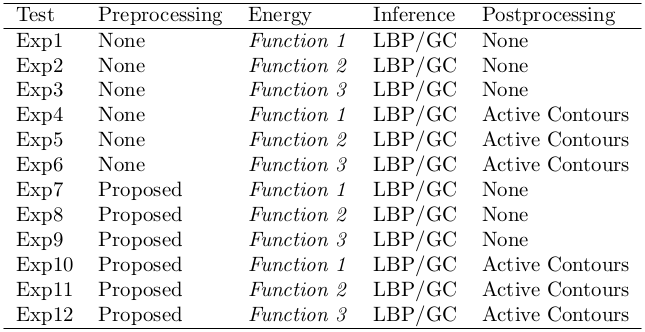 Test Preprocessing Energy Inference Postprocessing
Exp1 None Function 1 LBP/GC None
Exp2 None Function 2 LBP/GC None
Exp3 None Function 3 LBP/GC None
Exp4 None Function 1 LBP/GC Active Contours
Exp5 None Function 2 LBP/GC Active Contours
Exp6 None Function 3 LBP/GC Active Contours
Exp7 Proposed Function 1 LBP/GC None
Exp8 Proposed Function 2 LBP/GC None
Exp9 Proposed Function 3 LBP/GC None
Exp10 Proposed Function 1 LBP/GC Active Contours
Exp11 Proposed Function 2 LBP/GC Active Contours
Exp12 Proposed Function 3 LBP/GC Active Contours